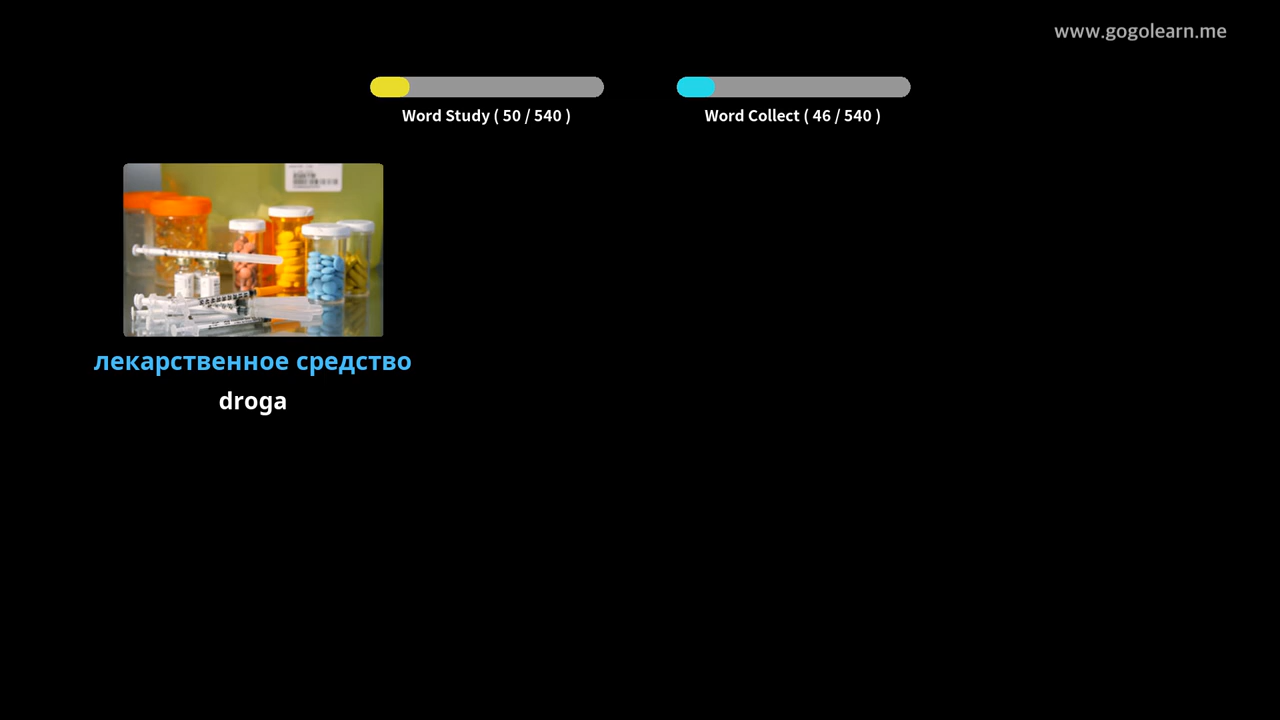 www.gogolearn.me
Word Study ( 50 / 540 )
Word Collect ( 46 / 540 )
лекарственное средство
droga